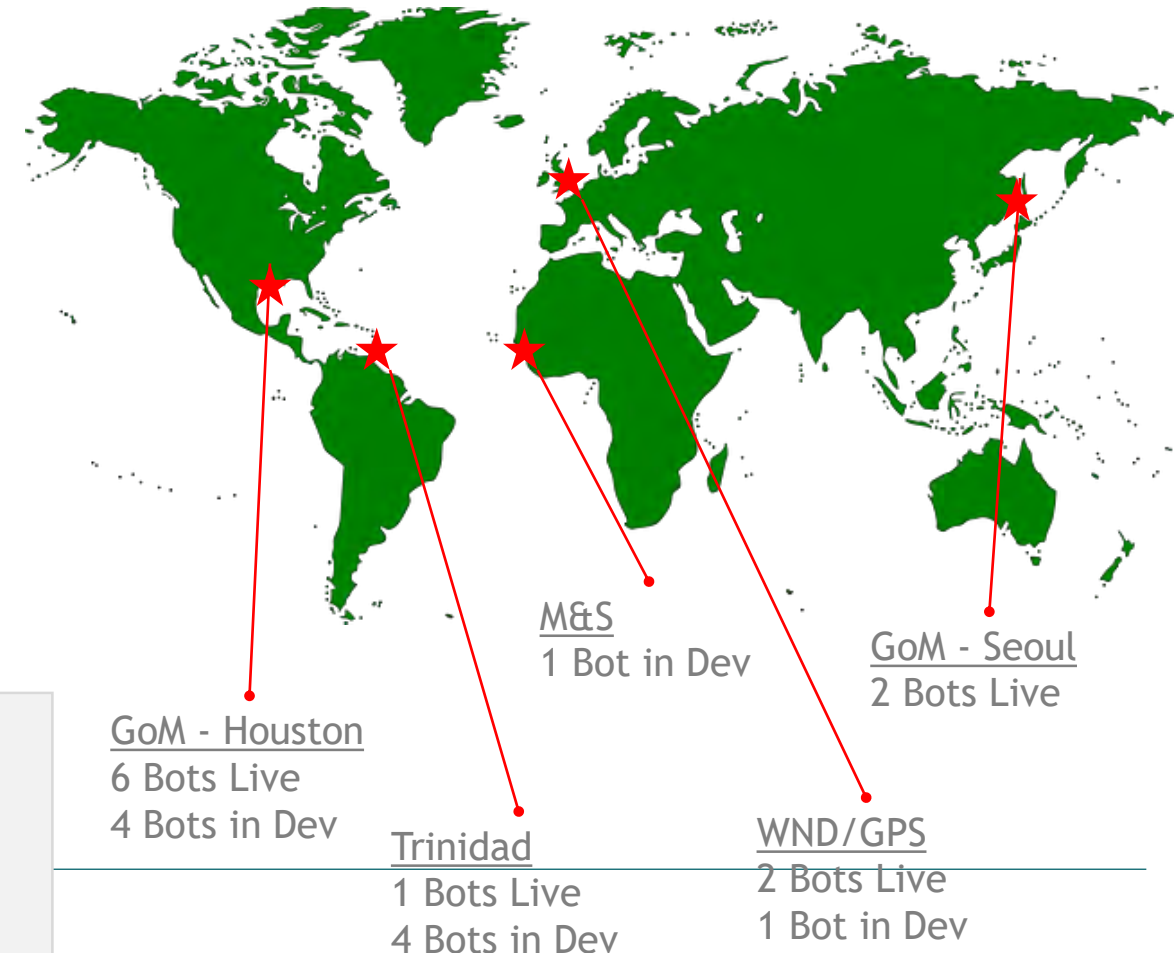 M&S
1 Bot in Dev
GoM - Seoul
2 Bots Live
GoM - Houston
6 Bots Live
4 Bots in Dev
Trinidad
1 Bots Live
4 Bots in Dev
WND/GPS
2 Bots Live
1 Bot in Dev